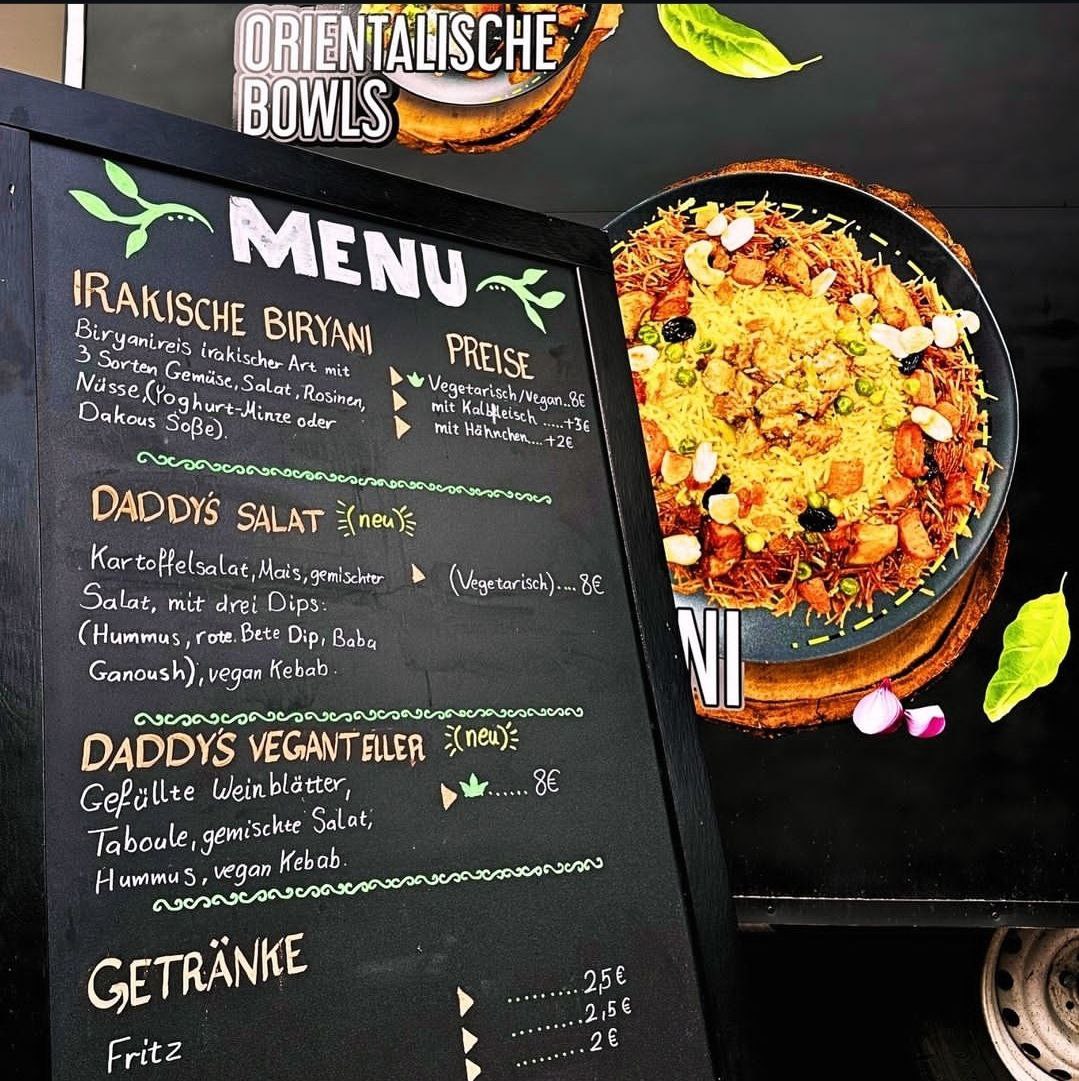 ORIENTALISCHE
BOWLS
MENU
IRAKISCHE BIRYANI
Biryanireis irakischer Art mit
3 Sorten Gemüse, Salat, Rosinen,
Nüsse,(Yoghurt-Minze oder
Dakous Soße).
PREISE
Vegetarisch/Vegan..8€
mit Kalbfleisch .....+3€
mit Hähnchen....+2€
DADDY'S SALAT (neu)
Kartoffelsalat, Mais, gemischter
(Vegetarisch).... 8€
Salat, mit drei Dips:
(Hummus, rote Bete Dip, Baba
Ganoush), vegan Kebab.
DADDY'S VEGANTELLER (neu)
Gefüllte Weinblätter,
...... 8€
Taboule, gemischte Salat,
Hummus, vegan Kebab.
GETRÄNKE
Fritz
..........2,5€
..........2,5€
.........2€
NI